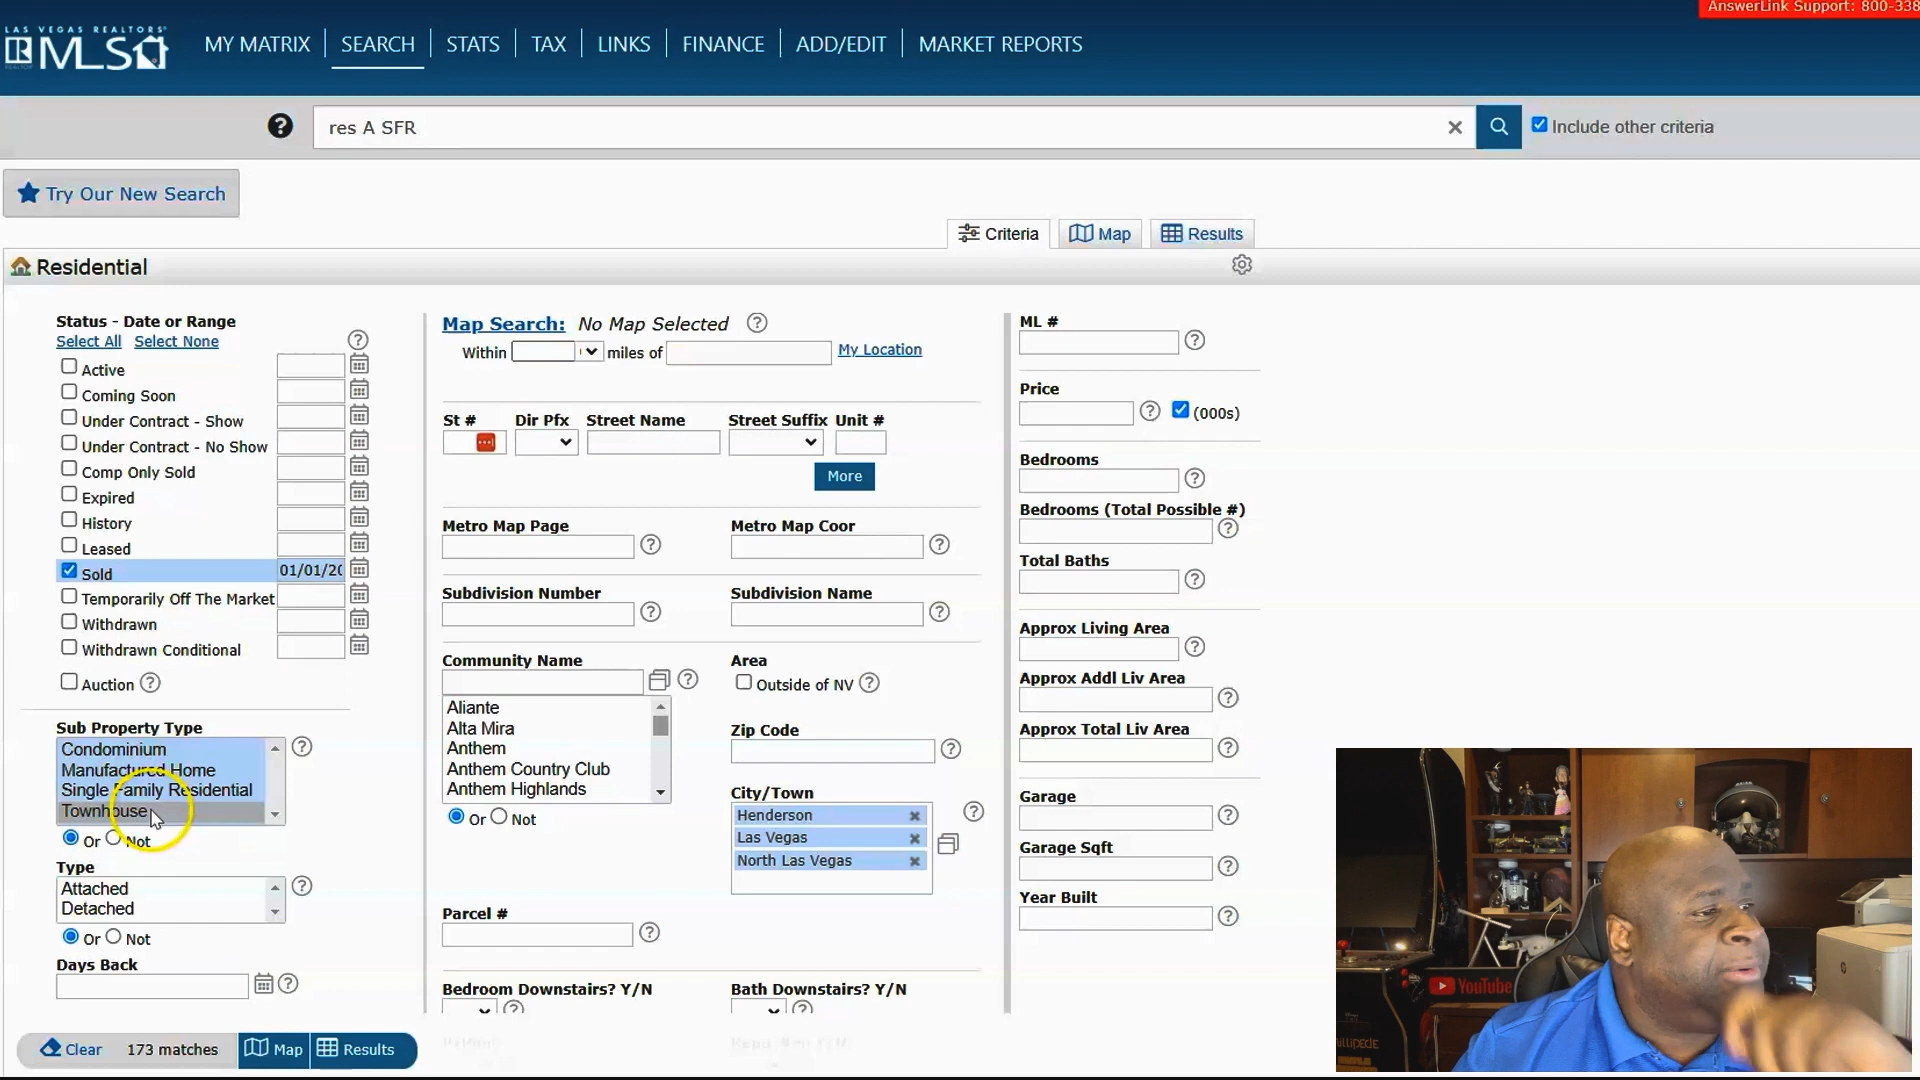 AnswerLink Support: 800-338
LAS VEGAS REALTORS®
MLS
MY MATRIX
SEARCH
STATS
TAX
LINKS
FINANCE
ADD/EDIT
MARKET REPORTS
res A SFR
Include other criteria
Try Our New Search
Criteria
Map
Results
Residential
Status - Date or Range
Select All Select None
Active
Coming Soon
Under Contract - Show
Under Contract - No Show
Comp Only Sold
Expired
History
Leased
Sold 01/01/20
Temporarily Off The Market
Withdrawn
Withdrawn Conditional
Auction
Sub Property Type
Condominium
Manufactured Home
Single Family Residential
Townhouse
Or Not
Type
Attached
Detached
Or Not
Days Back
Clear 173 matches Map Results
Map Search: No Map Selected
Within miles of My Location
St # Dir Pfx Street Name Street Suffix Unit #
More
Metro Map Page Metro Map Coor
Subdivision Number Subdivision Name
Community Name
Aliante
Alta Mira
Anthem
Anthem Country Club
Anthem Highlands
Or Not
Area
Outside of NV
Zip Code
City/Town
Henderson
Las Vegas
North Las Vegas
Parcel #
Bedroom Downstairs? Y/N Bath Downstairs? Y/N
ML #
Price
(000s)
Bedrooms
Bedrooms (Total Possible #)
Total Baths
Approx Living Area
Approx Addl Liv Area
Approx Total Liv Area
Garage
Garage Sqft
Year Built
YouTube